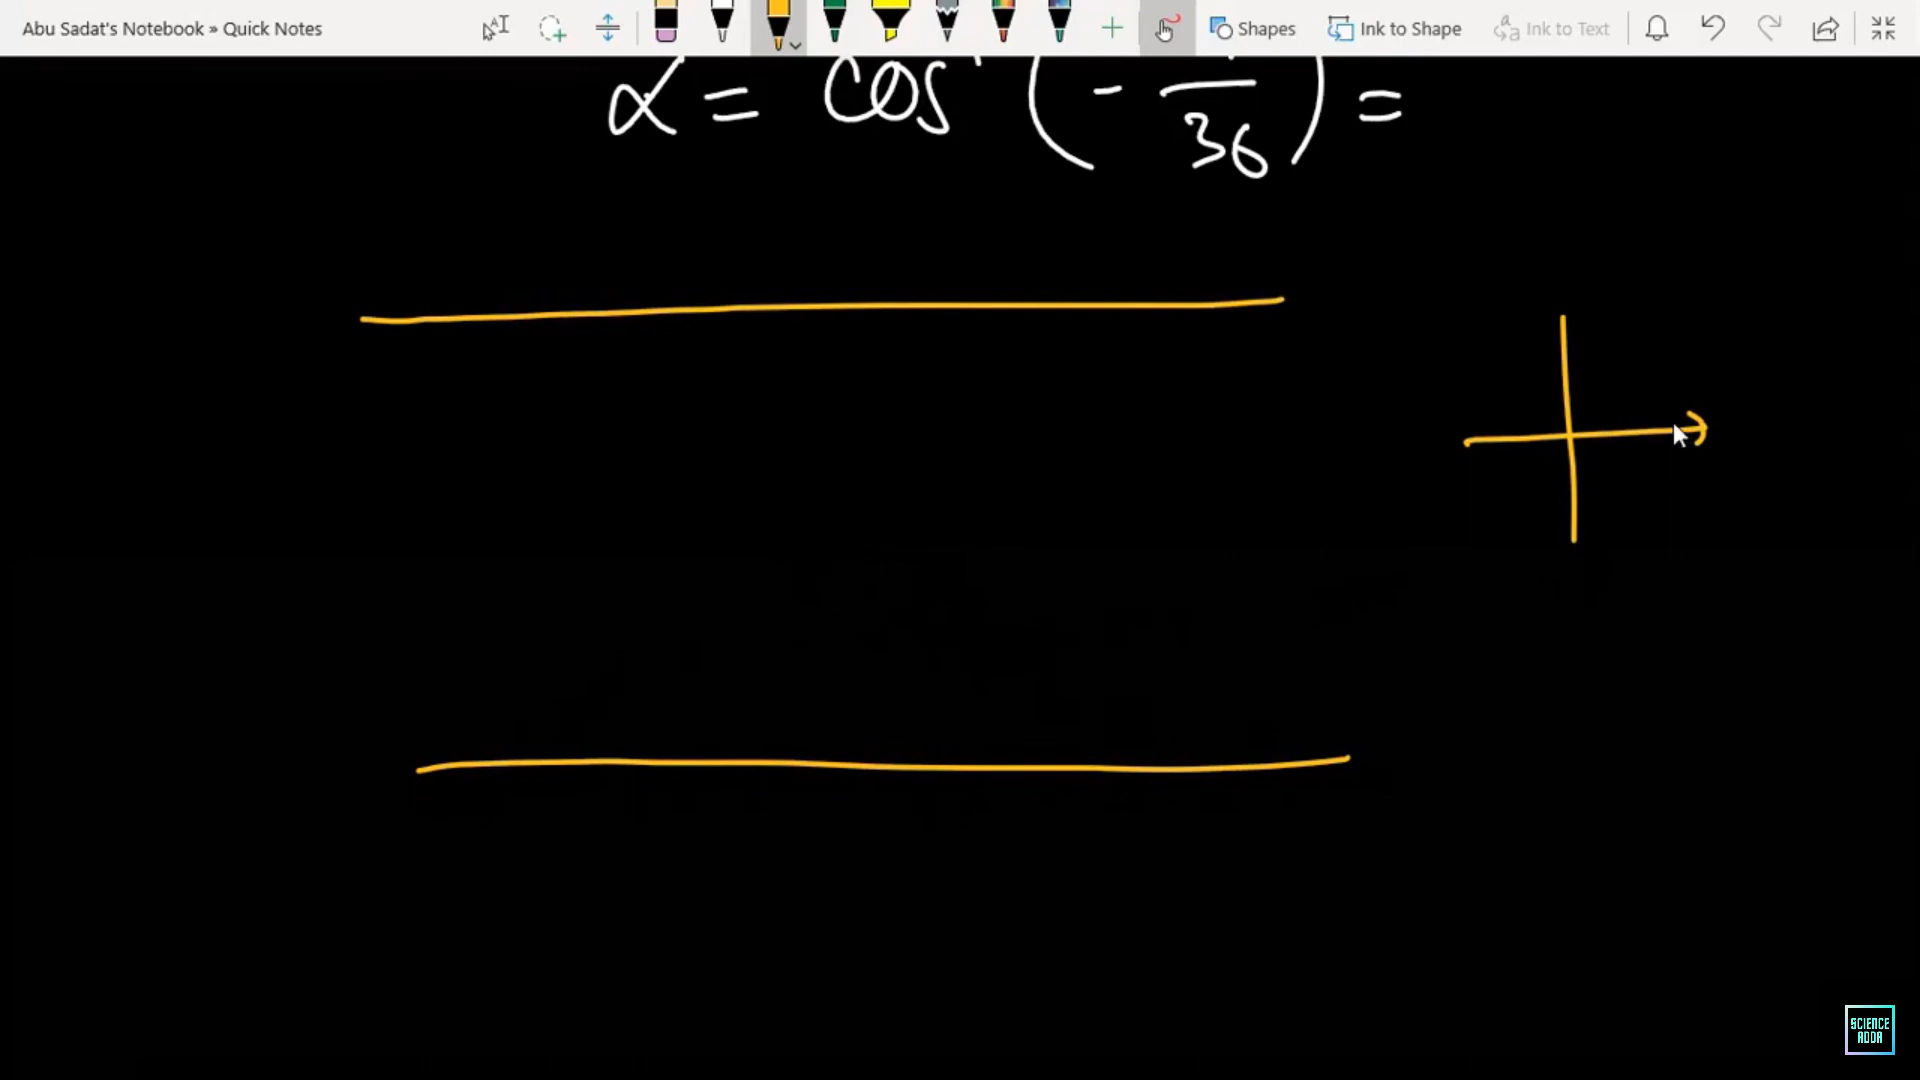 Abu Sadat's Notebook » Quick Notes
Shapes
Ink to Shape
Ink to Text
α = cos ( - / 36 ) =
SCIENCE
ADDA